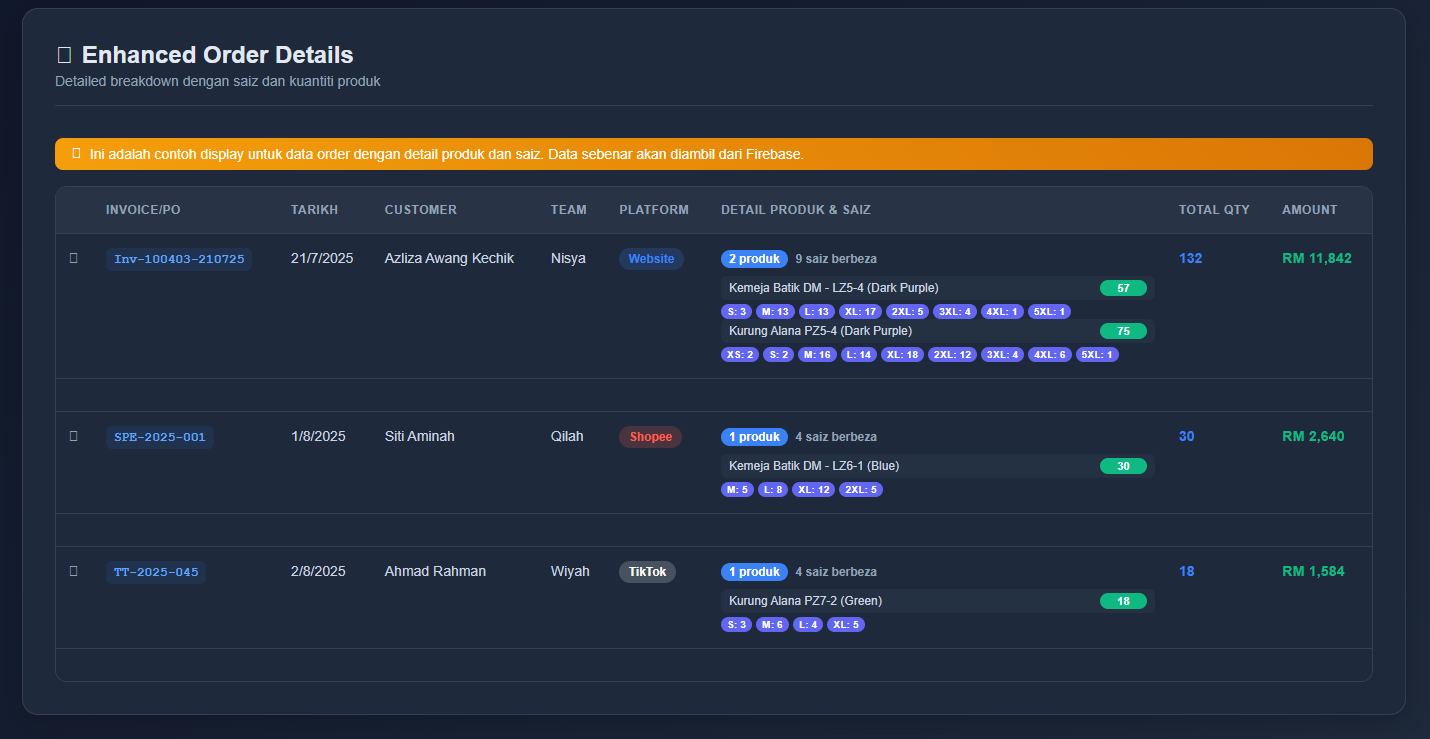 Enhanced Order Details
Detailed breakdown dengan saiz dan kuantiti produk
Ini adalah contoh display untuk data order dengan detail produk dan saiz. Data sebenar akan diambil dari Firebase.
INVOICE/PO TARIKH CUSTOMER TEAM PLATFORM DETAIL PRODUK & SAIZ TOTAL QTY AMOUNT
Inv-100403-210725 21/7/2025 Azliza Awang Kechik Nisya Website 2 produk 9 saiz berbeza 132 RM 11,842
Kemeja Batik DM - LZ5-4 (Dark Purple) 57
S: 3 M: 13 L: 13 XL: 17 2XL: 5 3XL: 4 4XL: 1 5XL: 1
Kurung Alana PZ5-4 (Dark Purple) 75
XS: 2 S: 2 M: 16 L: 14 XL: 18 2XL: 12 3XL: 4 4XL: 6 5XL: 1
SPE-2025-001 1/8/2025 Siti Aminah Qilah Shopee 1 produk 4 saiz berbeza 30 RM 2,640
Kemeja Batik DM - LZ6-1 (Blue) 30
M: 5 L: 8 XL: 12 2XL: 5
TT-2025-045 2/8/2025 Ahmad Rahman Wiyah TikTok 1 produk 4 saiz berbeza 18 RM 1,584
Kurung Alana PZ7-2 (Green) 18
S: 3 M: 6 L: 4 XL: 5